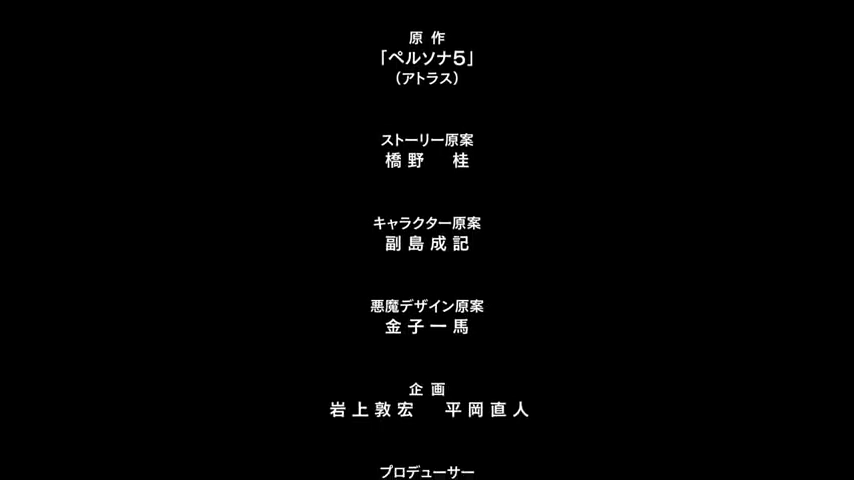 原作
「ペルソナ5」
(アトラス)
ストーリー原案
橋野 桂
キャラクター原案
副島成記
悪魔デザイン原案
金子一馬
企画
岩上敦宏 平岡直人
プロデューサー